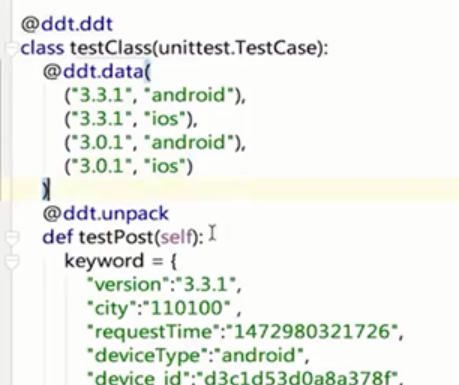 @ddt.ddt
class testClass(unittest.TestCase):
@ddt.data(
("3.3.1", "android"),
("3.3.1", "ios"),
("3.0.1", "android"),
("3.0.1", "ios")
)
@ddt.unpack
def testPost(self):
keyword = {
"version":"3.3.1",
"city":"110100" ,
"requestTime":"1472980321726",
"deviceType":"android",
"device_id":"d3c1d53d0a8a378f",